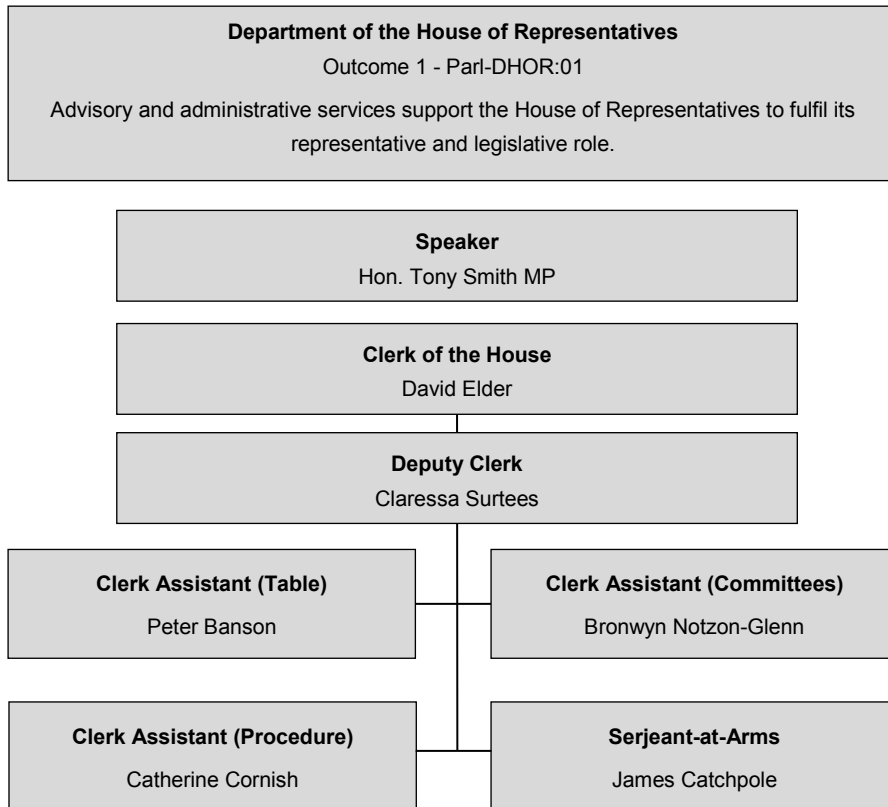 Department of the House of Representatives
Outcome 1 - Parl-DHOR:01
Advisory and administrative services support the House of Representatives to fulfil its
representative and legislative role.
Speaker
Hon. Tony Smith MP
Clerk of the House
David Elder
Deputy Clerk
Claressa Surtees
Clerk Assistant (Table)
Peter Banson
Clerk Assistant (Committees)
Bronwyn Notzon-Glenn
Clerk Assistant (Procedure)
Catherine Cornish
Serjeant-at-Arms
James Catchpole